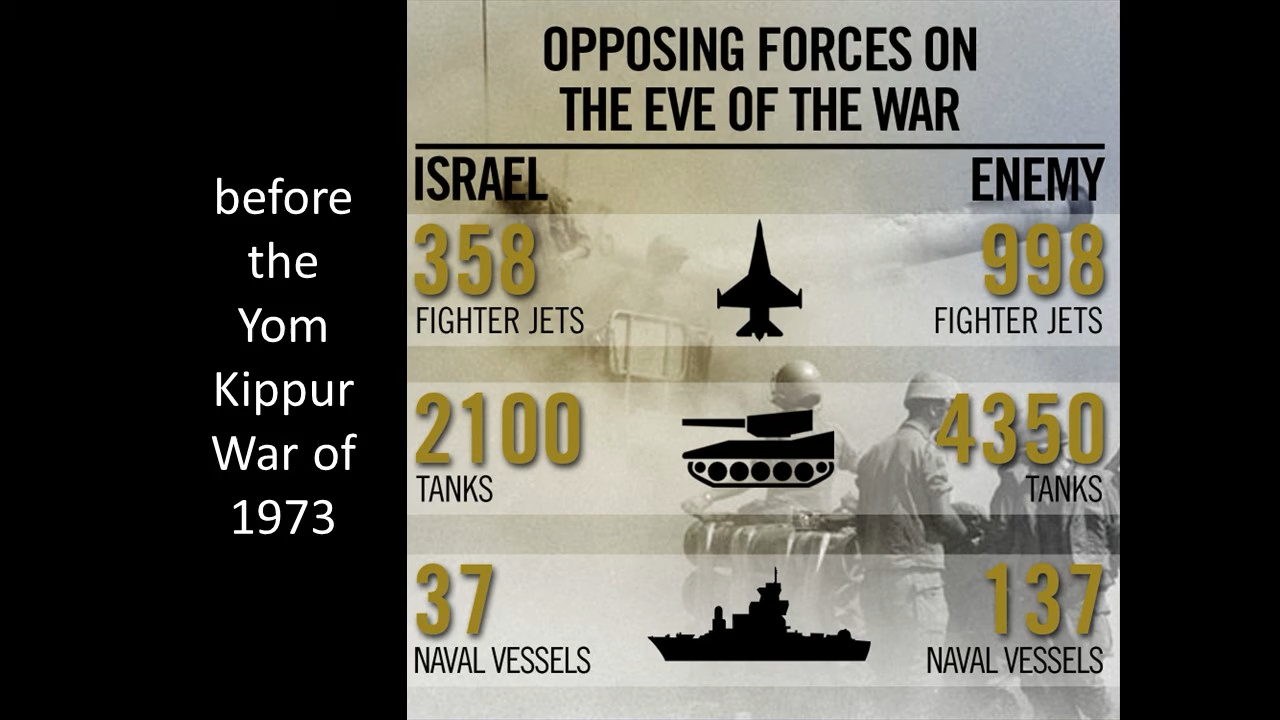 before
the
Yom
Kippur
War of
1973
OPPOSING FORCES ON
THE EVE OF THE WAR
ISRAEL
ENEMY
358
FIGHTER JETS
998
FIGHTER JETS
2100
TANKS
4350
TANKS
37
NAVAL VESSELS
137
NAVAL VESSELS